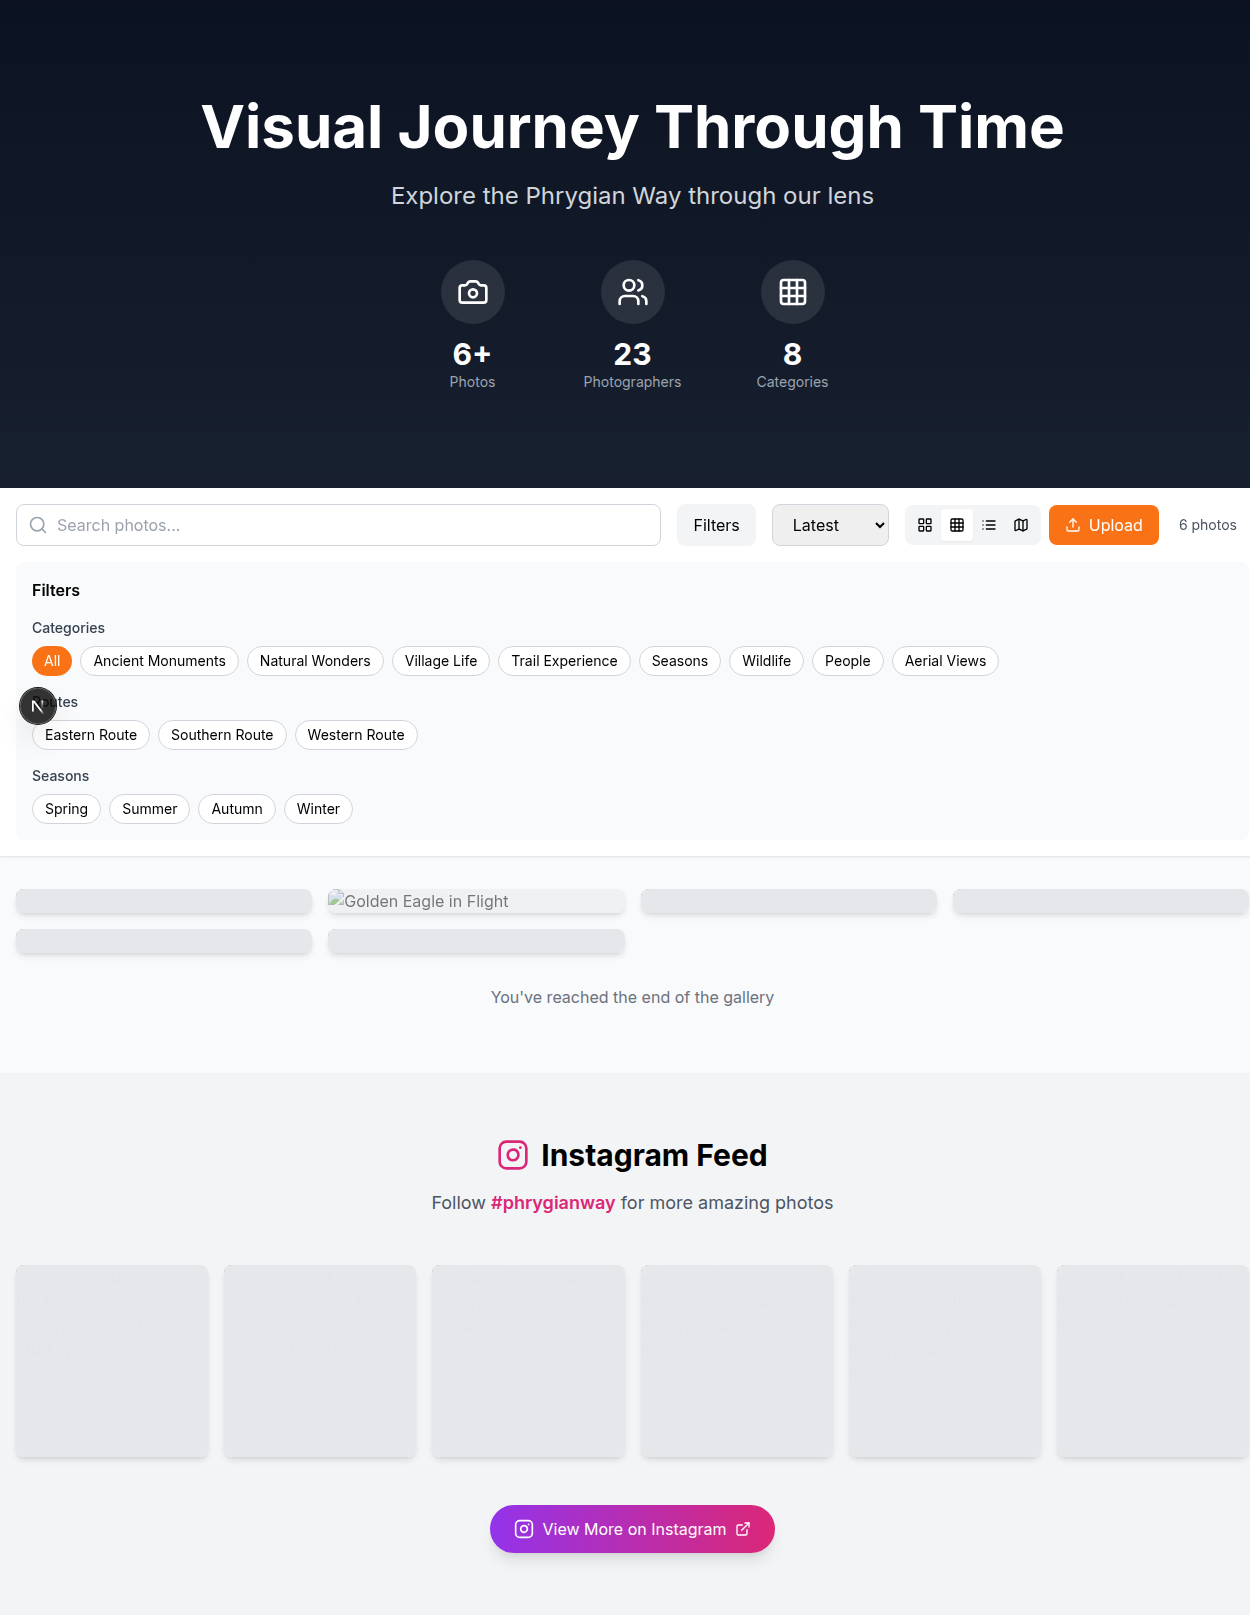 Visual Journey Through Time
Explore the Phrygian Way through our lens
6+ 23 8
Photos Photographers Categories
Search photos... Filters Latest Upload 6 photos
Filters
Categories
All Ancient Monuments Natural Wonders Village Life Trail Experience Seasons Wildlife People Aerial Views
Routes
Eastern Route Southern Route Western Route
Seasons
Spring Summer Autumn Winter
Golden Eagle in Flight
You've reached the end of the gallery
Instagram Feed
Follow #phrygianway for more amazing photos
View More on Instagram